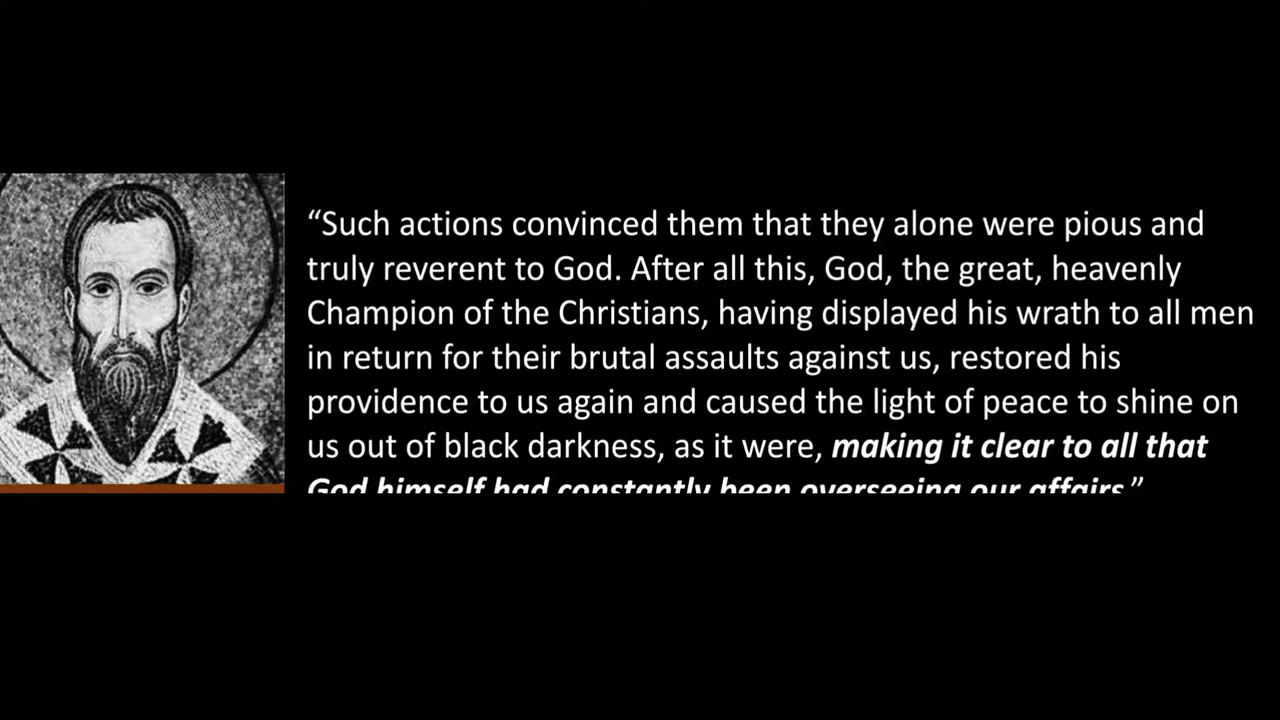 “Such actions convinced them that they alone were pious and
truly reverent to God. After all this, God, the great, heavenly
Champion of the Christians, having displayed his wrath to all men
in return for their brutal assaults against us, restored his
providence to us again and caused the light of peace to shine on
us out of black darkness, as it were, making it clear to all that
God himself had constantly been overseeing our affairs.”